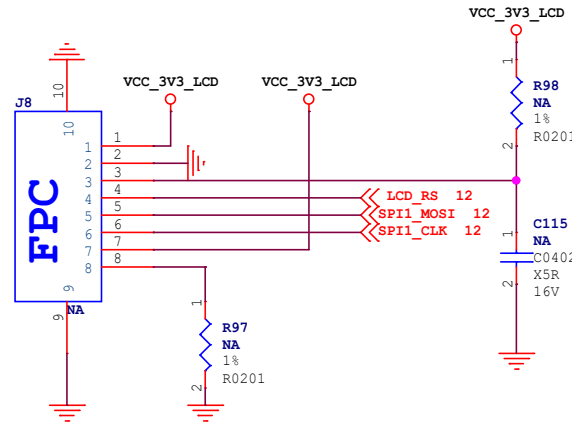 VCC_3V3_LCD
1
R98
NA
1%
R0201
2
VCC_3V3_LCD
VCC_3V3_LCD
10
J8
10
FPC
1 1
2 2
3 3
4 4
5 5
6 6
7 7
8 8
LCD_RS 12
SPI1_MOSI 12
SPI1_CLK 12
1
C115
NA
C0402
X5R
16V
2
9
9
NA
1
R97
NA
1%
R0201
2